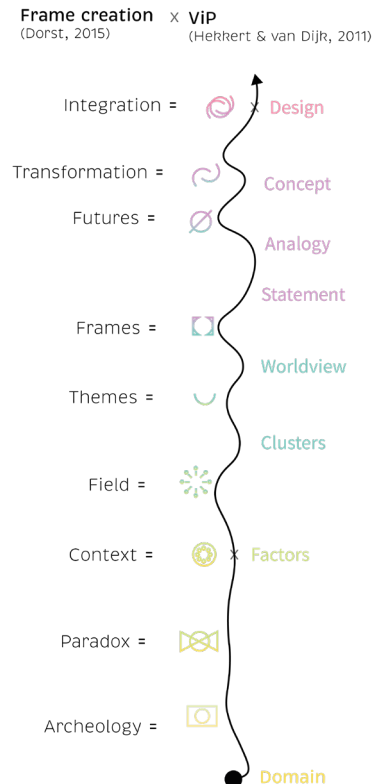 Frame creation x ViP
(Dorst, 2015) (Hekkert & van Dijk, 2011)
Integration = x Design
Transformation =
Concept
Futures =
Analogy
Statement
Frames =
Worldview
Themes =
Clusters
Field =
Context = x Factors
Paradox =
Archeology =
Domain